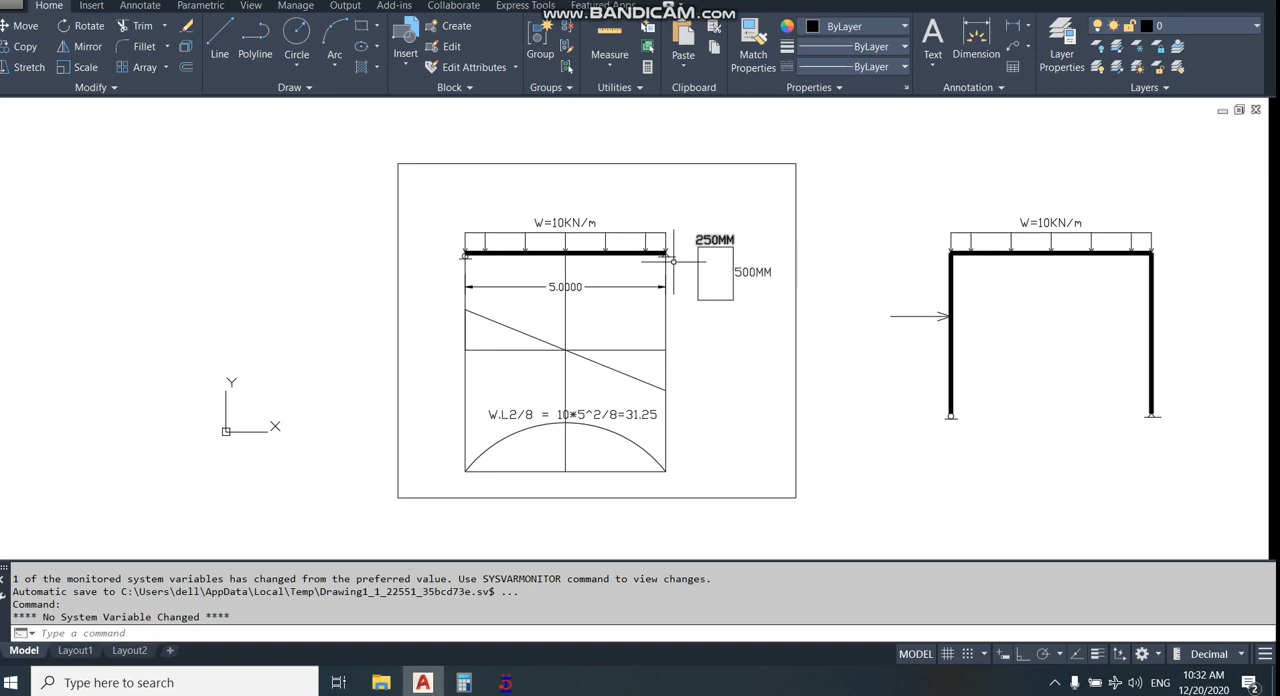 Home Insert Annotate Parametric View Manage Output Add-ins Collaborate Express Tools Featured Apps
www.BANDICAM.com
Move Rotate Trim
Copy Mirror Fillet
Stretch Scale Array
Modify
Line Polyline Circle Arc
Draw
Insert
Create
Edit
Edit Attributes
Block
Group
Groups
Measure
Utilities
Paste
Clipboard
Match Properties
ByLayer
ByLayer
ByLayer
Properties
Text Dimension
Annotation
Layer Properties
0
Layers
W=10KN/m
250MM
500MM
5.0000
W.L2/8 = 10*5^2/8=31.25
W=10KN/m
Y
X
1 of the monitored system variables has changed from the preferred value. Use SYSVARMONITOR command to view changes.
Automatic save to C:\Users\dell\AppData\Local\Temp\Drawing1_1_22551_35bcd73e.sv$ ...
Command:
**** No System Variable Changed ****
Type a command
Model Layout1 Layout2 +
MODEL Decimal
Type here to search
ENG
10:32 AM
12/20/2020
2